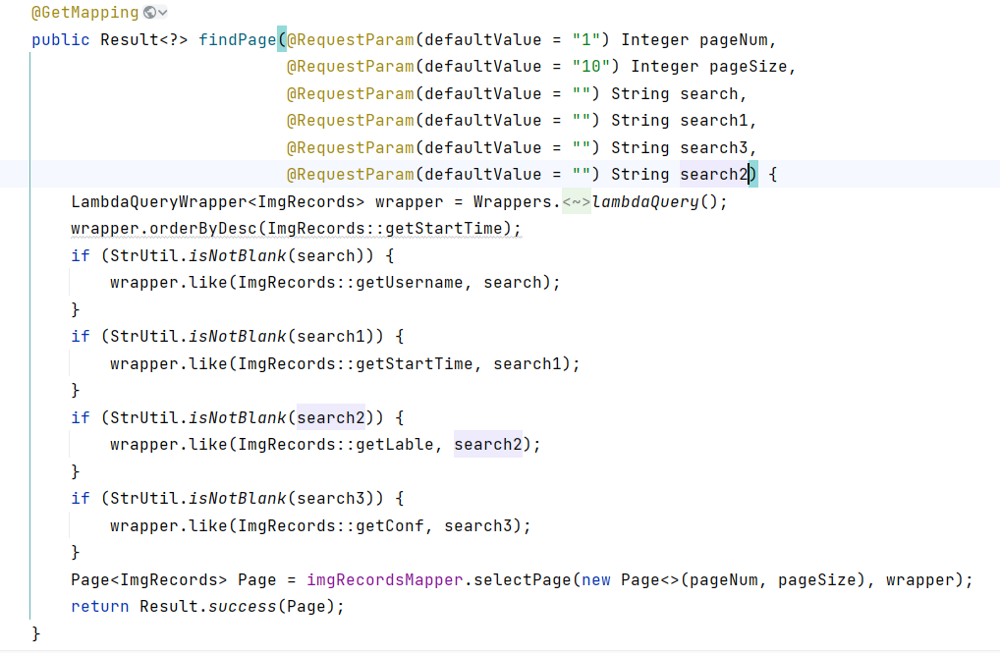 @GetMapping
public Result<?> findPage(@RequestParam(defaultValue = "1") Integer pageNum,
@RequestParam(defaultValue = "10") Integer pageSize,
@RequestParam(defaultValue = "") String search,
@RequestParam(defaultValue = "") String search1,
@RequestParam(defaultValue = "") String search3,
@RequestParam(defaultValue = "") String search2) {
LambdaQueryWrapper<ImgRecords> wrapper = Wrappers.<~>lambdaQuery();
wrapper.orderByDesc(ImgRecords::getStartTime);
if (StrUtil.isNotBlank(search)) {
wrapper.like(ImgRecords::getUsername, search);
}
if (StrUtil.isNotBlank(search1)) {
wrapper.like(ImgRecords::getStartTime, search1);
}
if (StrUtil.isNotBlank(search2)) {
wrapper.like(ImgRecords::getLable, search2);
}
if (StrUtil.isNotBlank(search3)) {
wrapper.like(ImgRecords::getConf, search3);
}
Page<ImgRecords> Page = imgRecordsMapper.selectPage(new Page<>(pageNum, pageSize), wrapper);
return Result.success(Page);
}